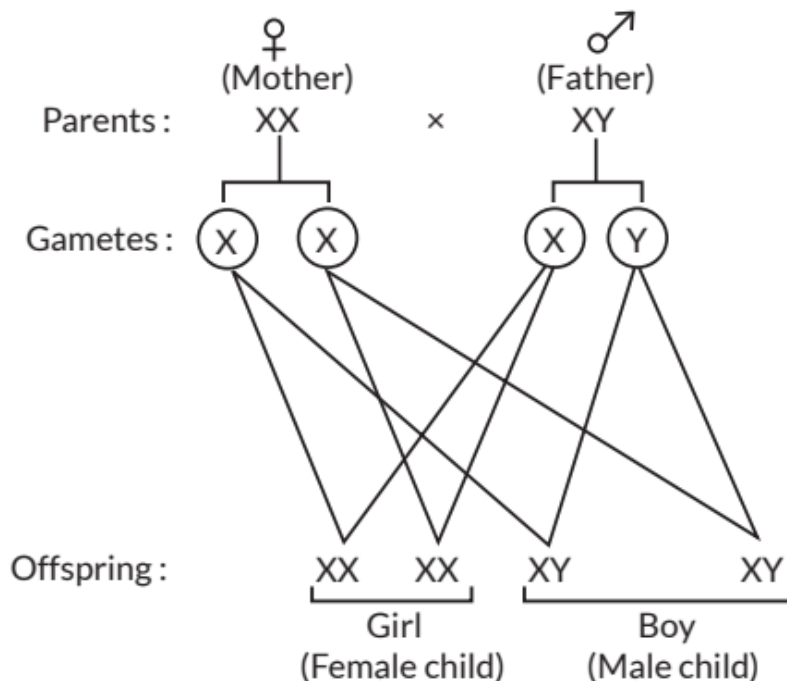 (Mother) (Father)
Parents : XX × XY
Gametes : X X X Y
Offspring : XX XX XY XY
Girl Boy
(Female child) (Male child)